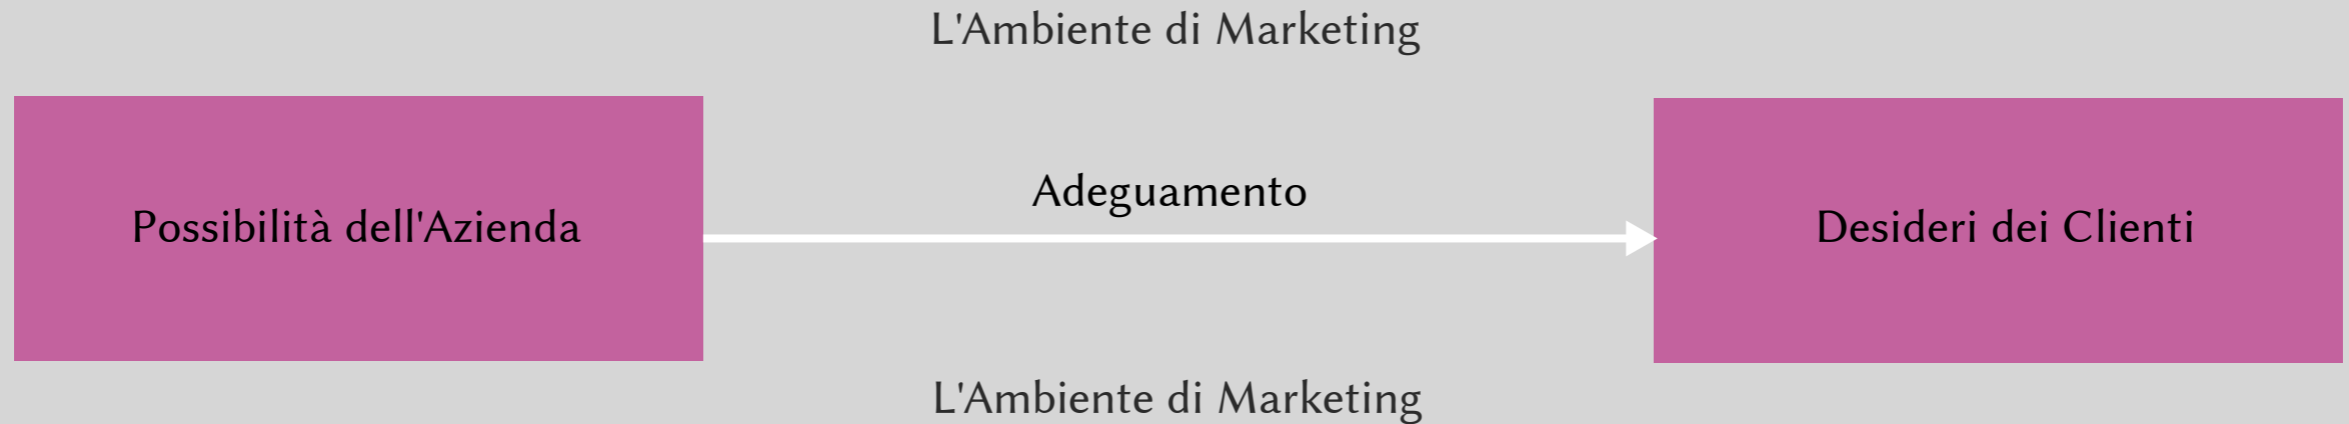 L'Ambiente di Marketing
Possibilità dell'Azienda
Adeguamento
Desideri dei Clienti
L'Ambiente di Marketing